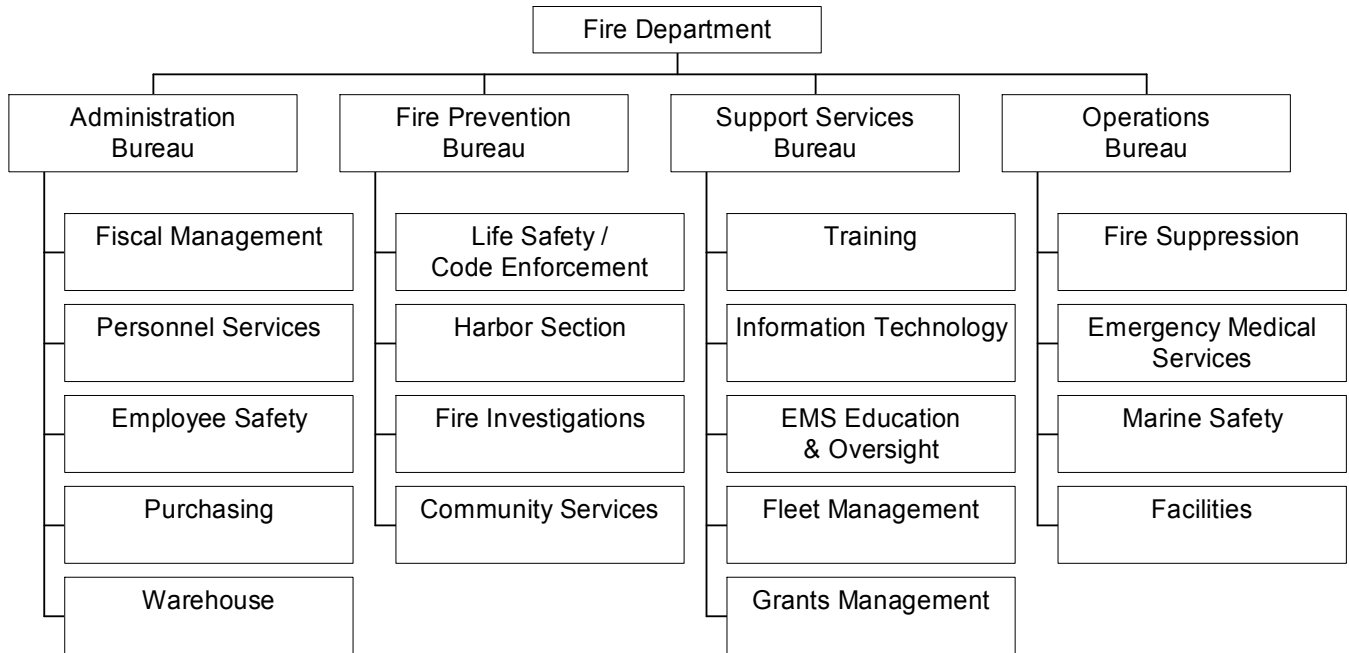 Fire Department
Administration
Bureau
Fiscal Management
Personnel Services
Employee Safety
Purchasing
Warehouse
Fire Prevention
Bureau
Life Safety /
Code Enforcement
Harbor Section
Fire Investigations
Community Services
Support Services
Bureau
Training
Information Technology
EMS Education
& Oversight
Fleet Management
Grants Management
Operations
Bureau
Fire Suppression
Emergency Medical
Services
Marine Safety
Facilities